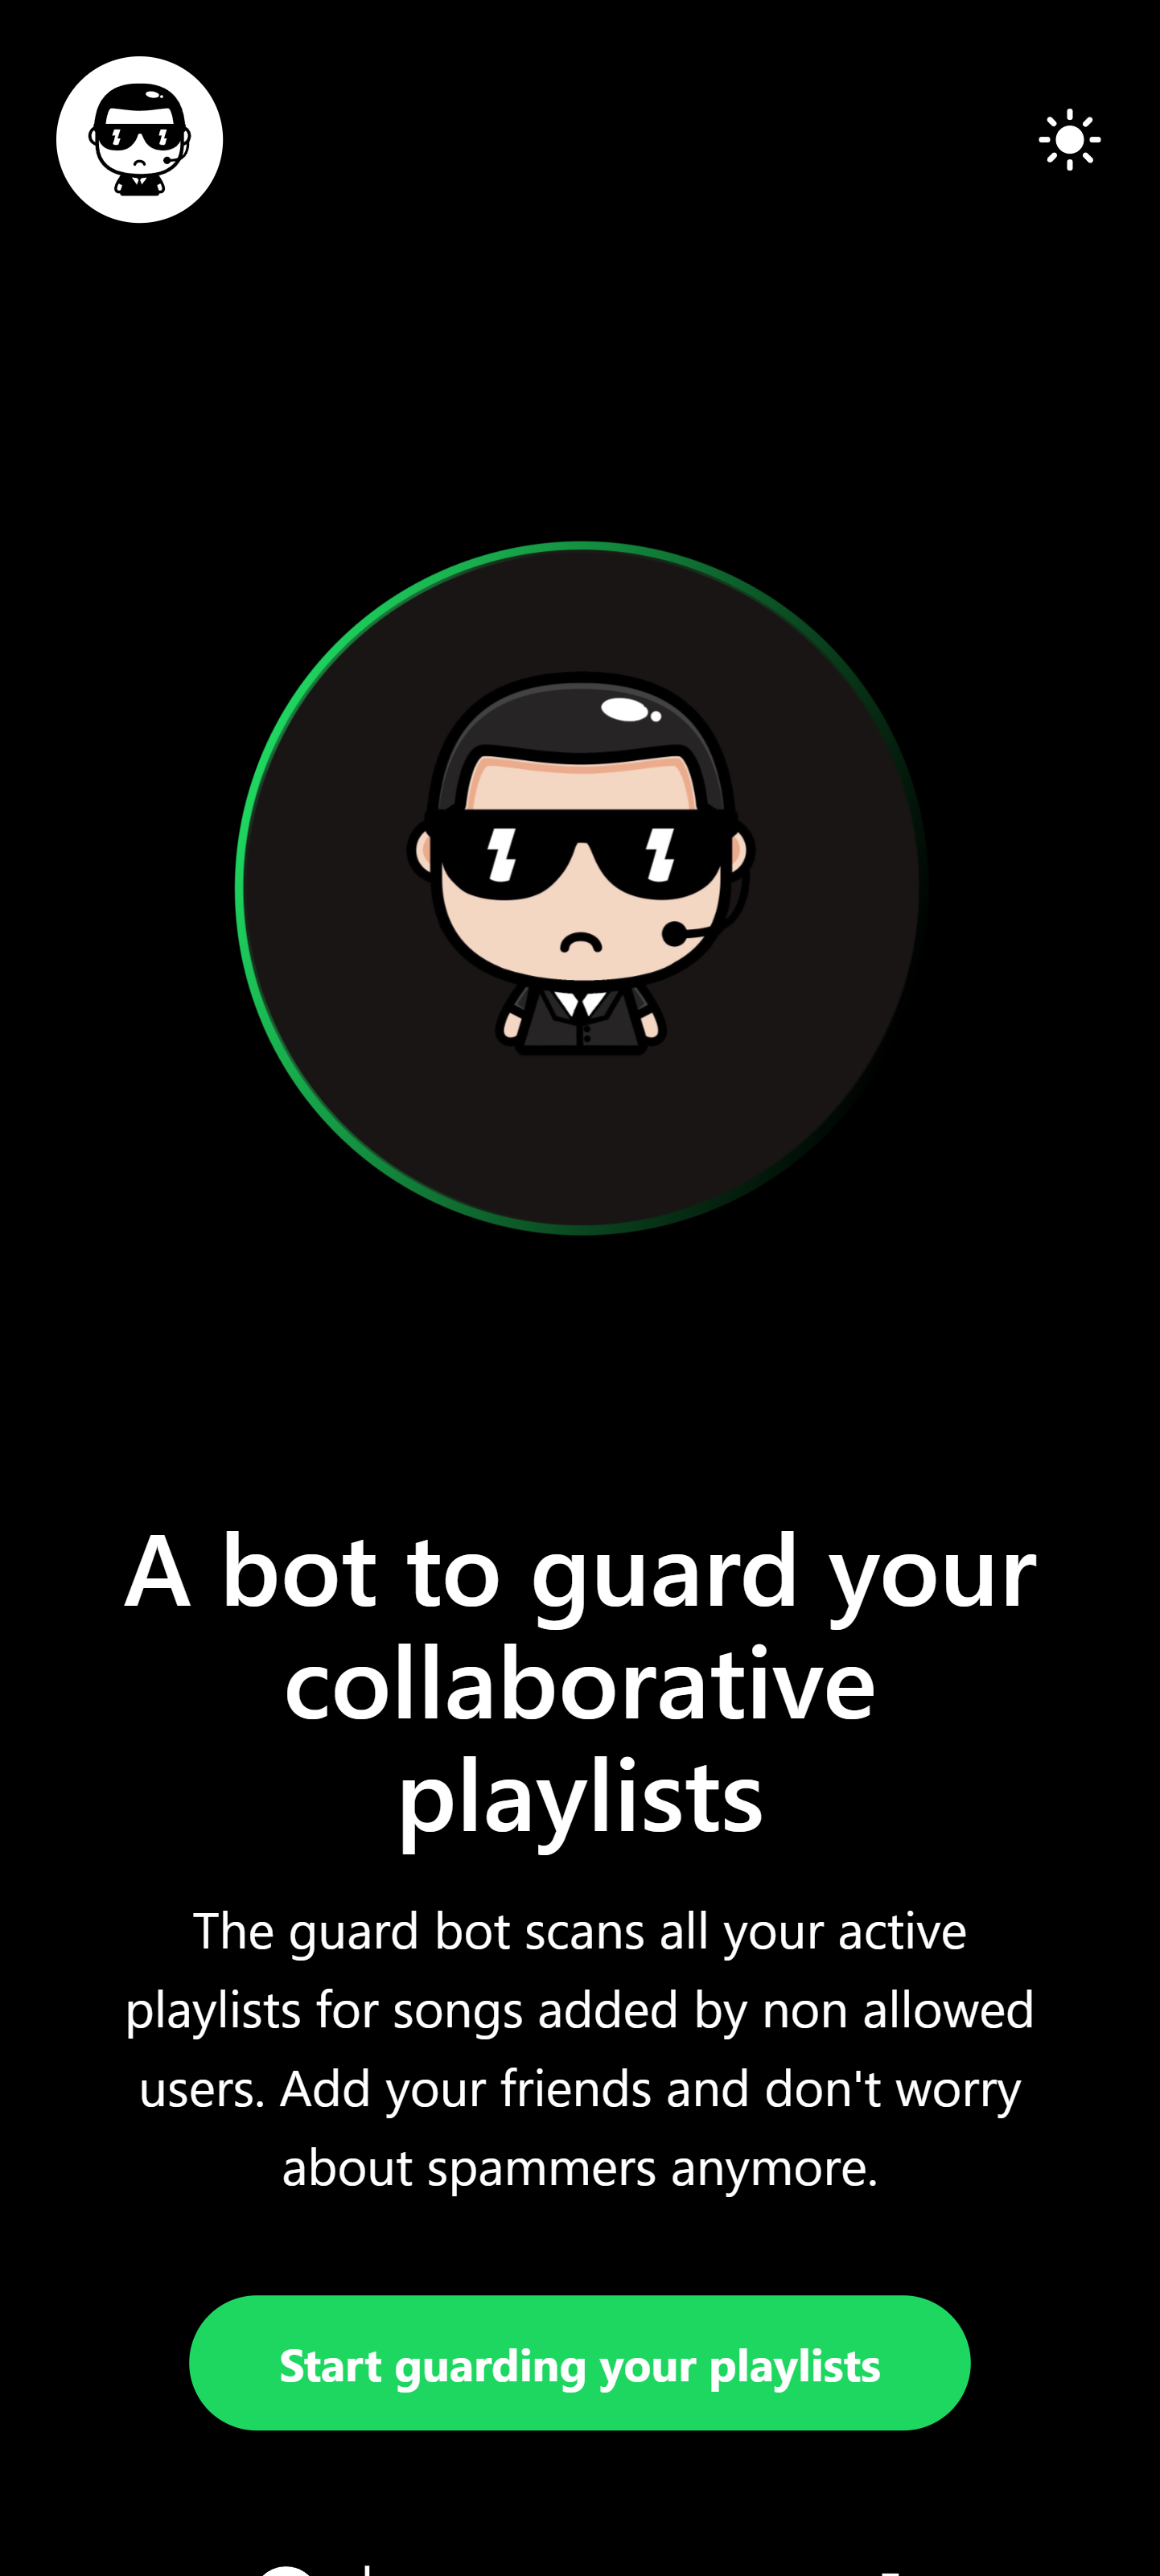 A bot to guard your
collaborative
playlists
The guard bot scans all your active
playlists for songs added by non allowed
users. Add your friends and don't worry
about spammers anymore.
Start guarding your playlists